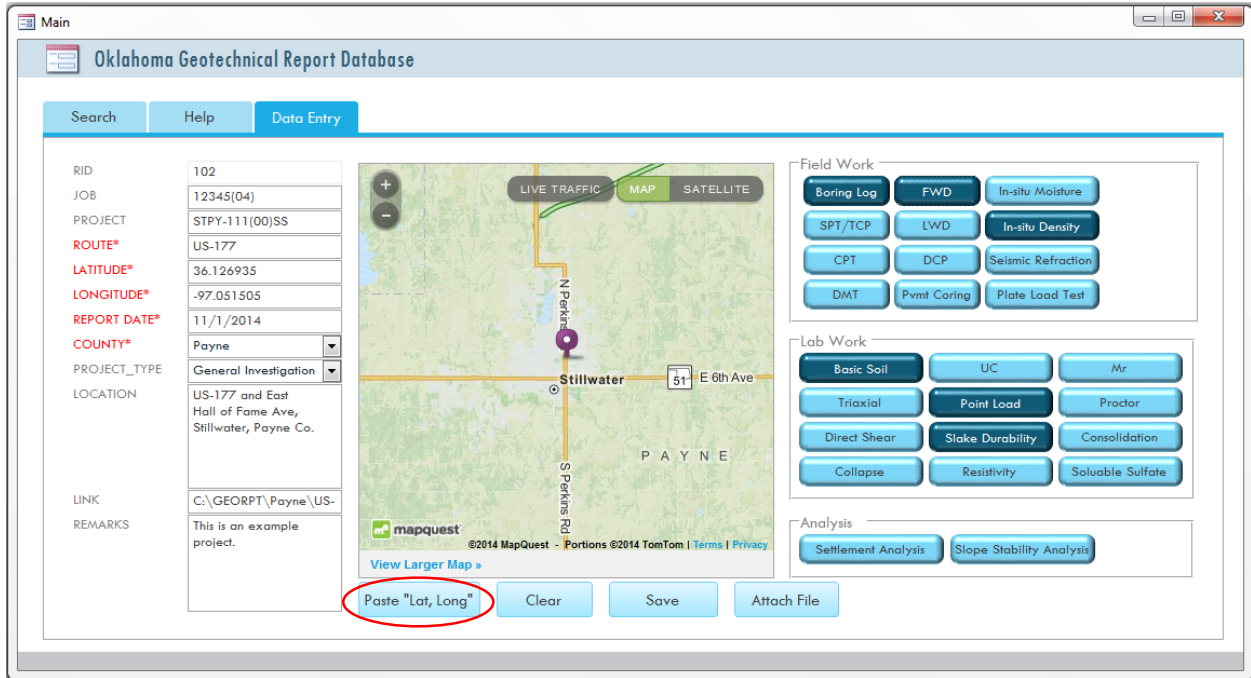 Main
Oklahoma Geotechnical Report Database
Search Help Data Entry
RID 102
JOB 12345(04)
PROJECT STPY-111(00)SS
ROUTE* US-177
LATITUDE* 36.126935
LONGITUDE* -97.051505
REPORT DATE* 11/1/2014
COUNTY* Payne
PROJECT_TYPE General Investigation
LOCATION US-177 and East
Hall of Fame Ave,
Stillwater, Payne Co.
LINK C:\GEORPT\Payne\US-
REMARKS This is an example
project.
LIVE TRAFFIC MAP SATELLITE
N Perkins
Stillwater 51 E 6th Ave
PAYNE
S Perkins Rd
mapquest
©2014 MapQuest - Portions ©2014 TomTom | Terms | Privacy
View Larger Map »
Paste "Lat, Long" Clear Save Attach File
Field Work
Boring Log FWD In-situ Moisture
SPT/TCP LWD In-situ Density
CPT DCP Seismic Refraction
DMT Pvmt Coring Plate Load Test
Lab Work
Basic Soil UC Mr
Triaxial Point Load Proctor
Direct Shear Slake Durability Consolidation
Collapse Resistivity Soluable Sulfate
Analysis
Settlement Analysis Slope Stability Analysis